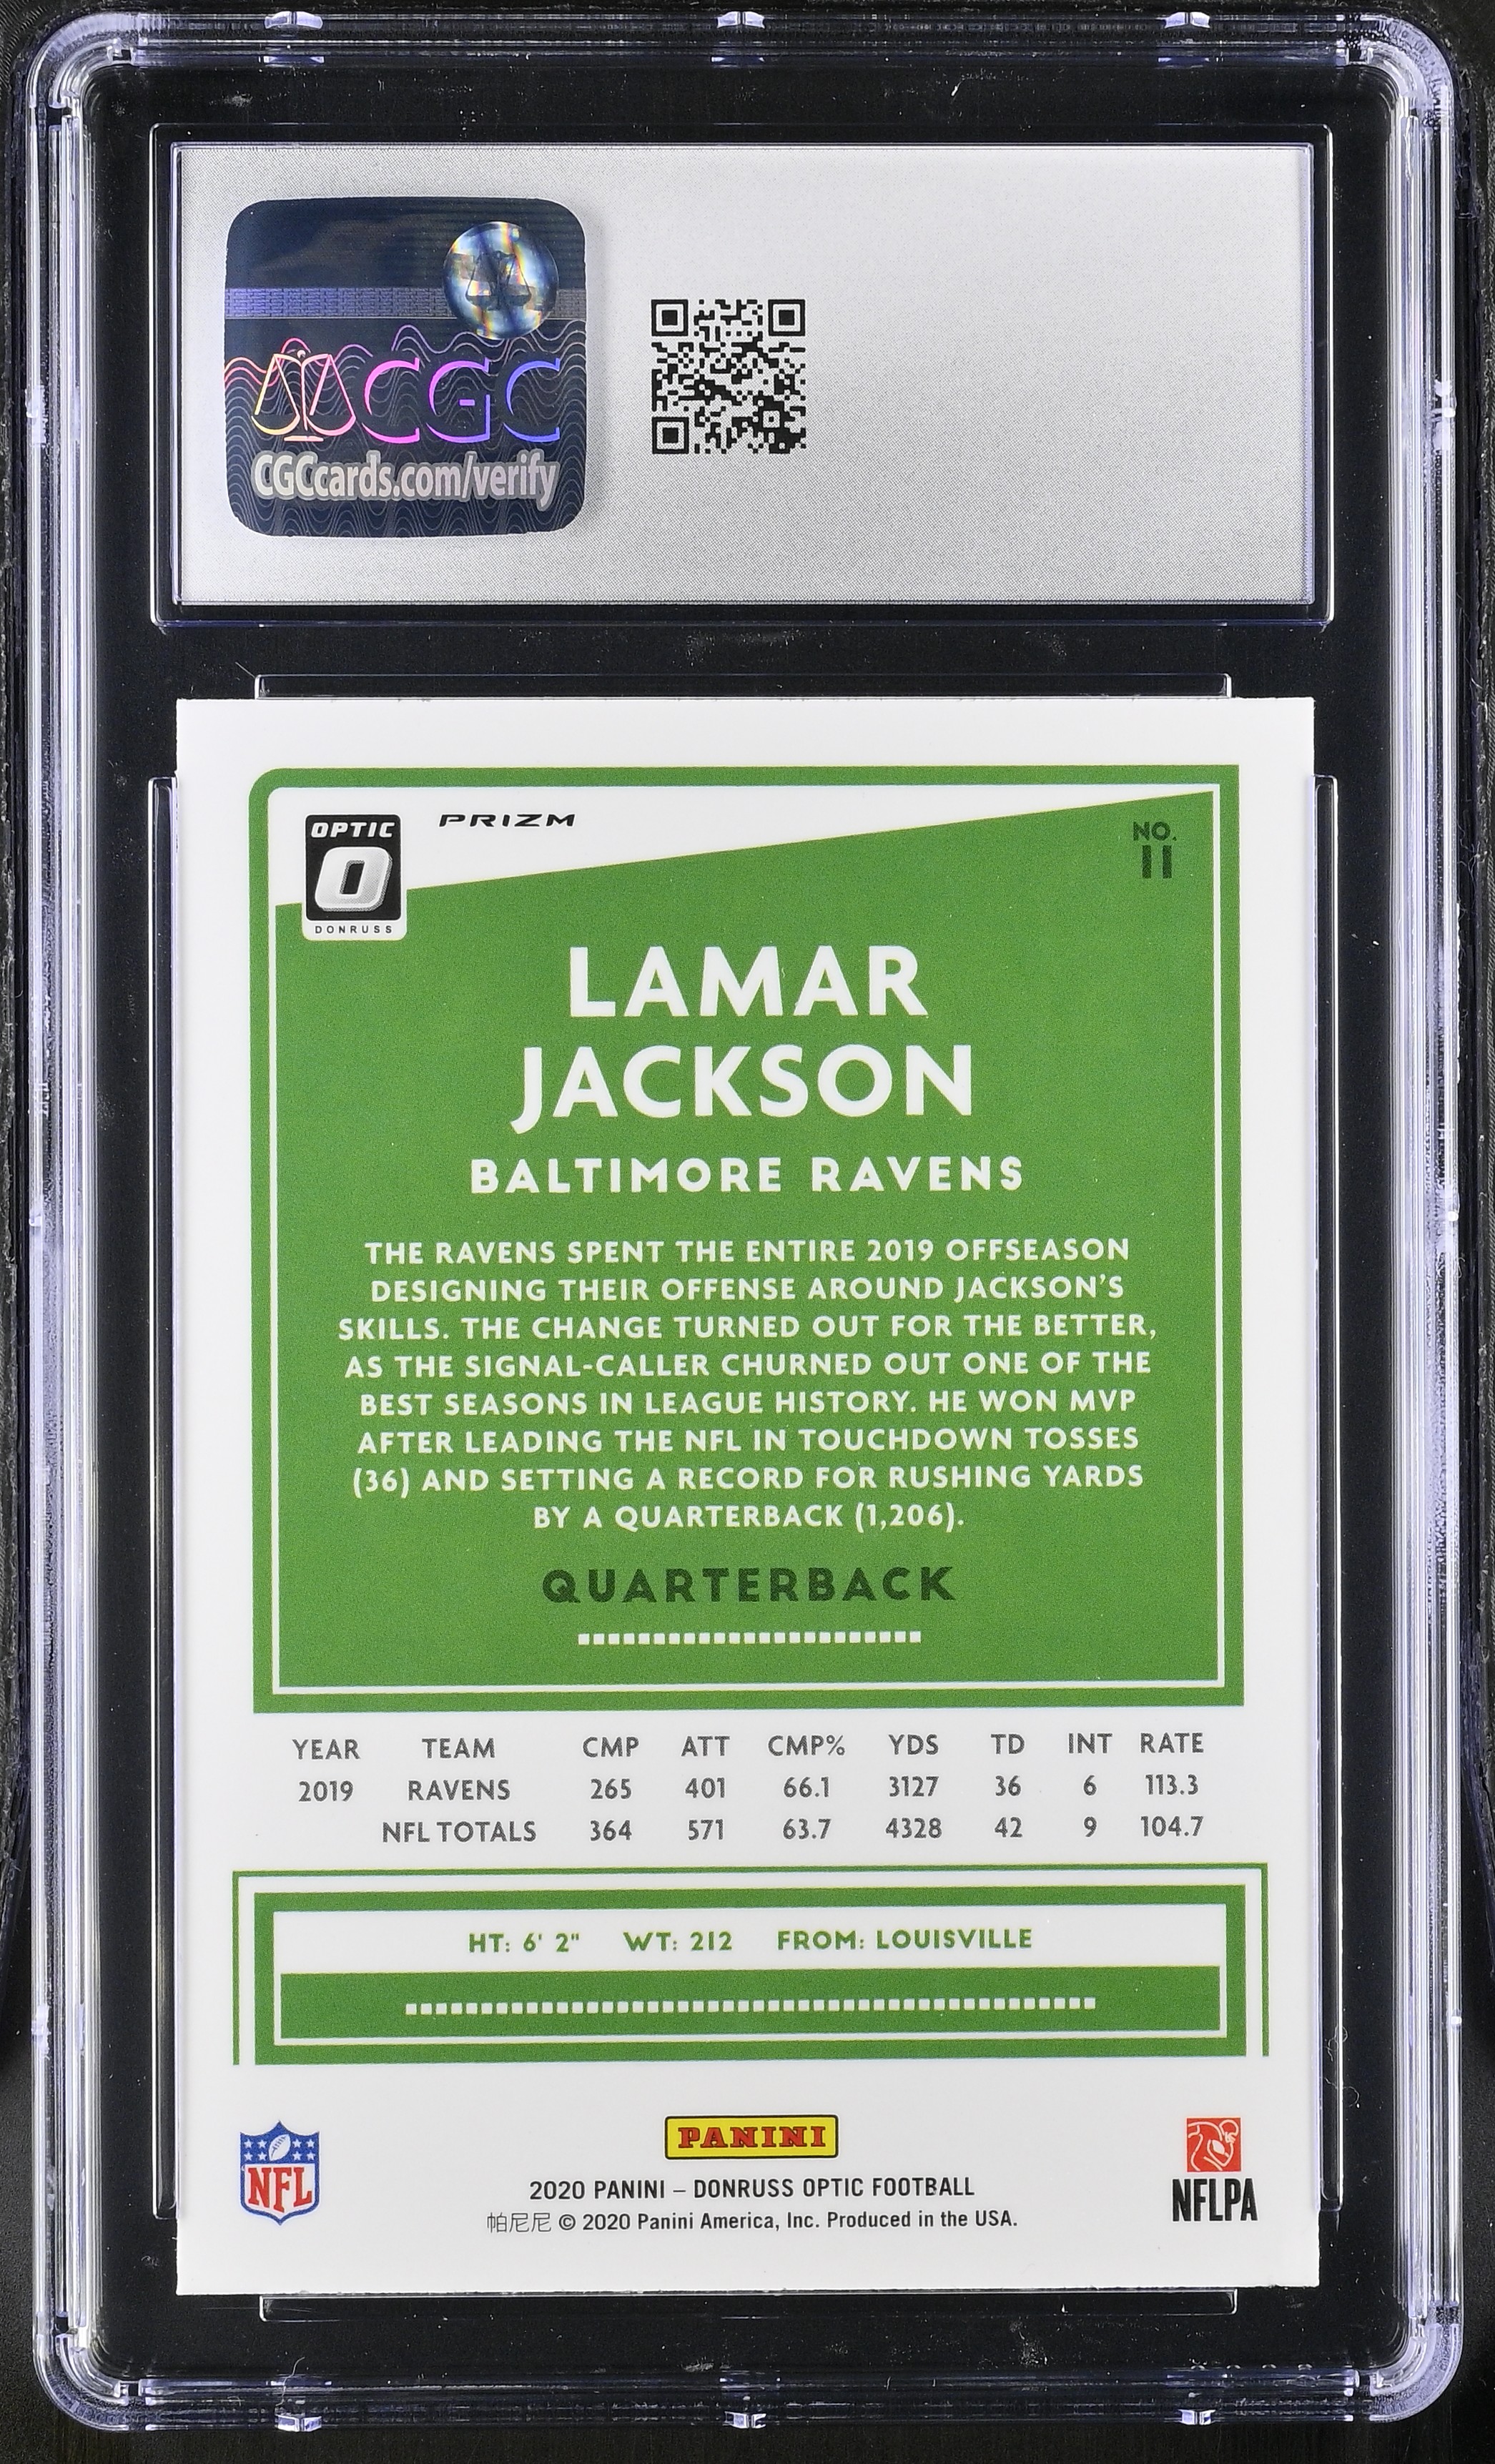 CGC
CGCcards.com/verify
OPTIC
O
DONRUSS
PRIZM
NO.
11
LAMAR
JACKSON
BALTIMORE RAVENS
THE RAVENS SPENT THE ENTIRE 2019 OFFSEASON
DESIGNING THEIR OFFENSE AROUND JACKSON'S
SKILLS. THE CHANGE TURNED OUT FOR THE BETTER,
AS THE SIGNAL-CALLER CHURNED OUT ONE OF THE
BEST SEASONS IN LEAGUE HISTORY. HE WON MVP
AFTER LEADING THE NFL IN TOUCHDOWN TOSSES
(36) AND SETTING A RECORD FOR RUSHING YARDS
BY A QUARTERBACK (1,206).
QUARTERBACK
YEAR TEAM CMP ATT CMP% YDS TD INT RATE
2019 RAVENS 265 401 66.1 3127 36 6 113.3
NFL TOTALS 364 571 63.7 4328 42 9 104.7
HT: 6' 2" WT: 212 FROM: LOUISVILLE
NFL
PANINI
NFLPA
2020 PANINI – DONRUSS OPTIC FOOTBALL
帕尼尼 © 2020 Panini America, Inc. Produced in the USA.